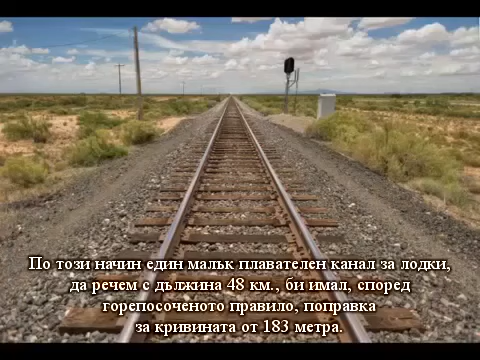 По този начин един малък плавателен канал за лодки,
да речем с дължина 48 км., би имал, според
горепосоченото правило, поправка
за кривината от 183 метра.